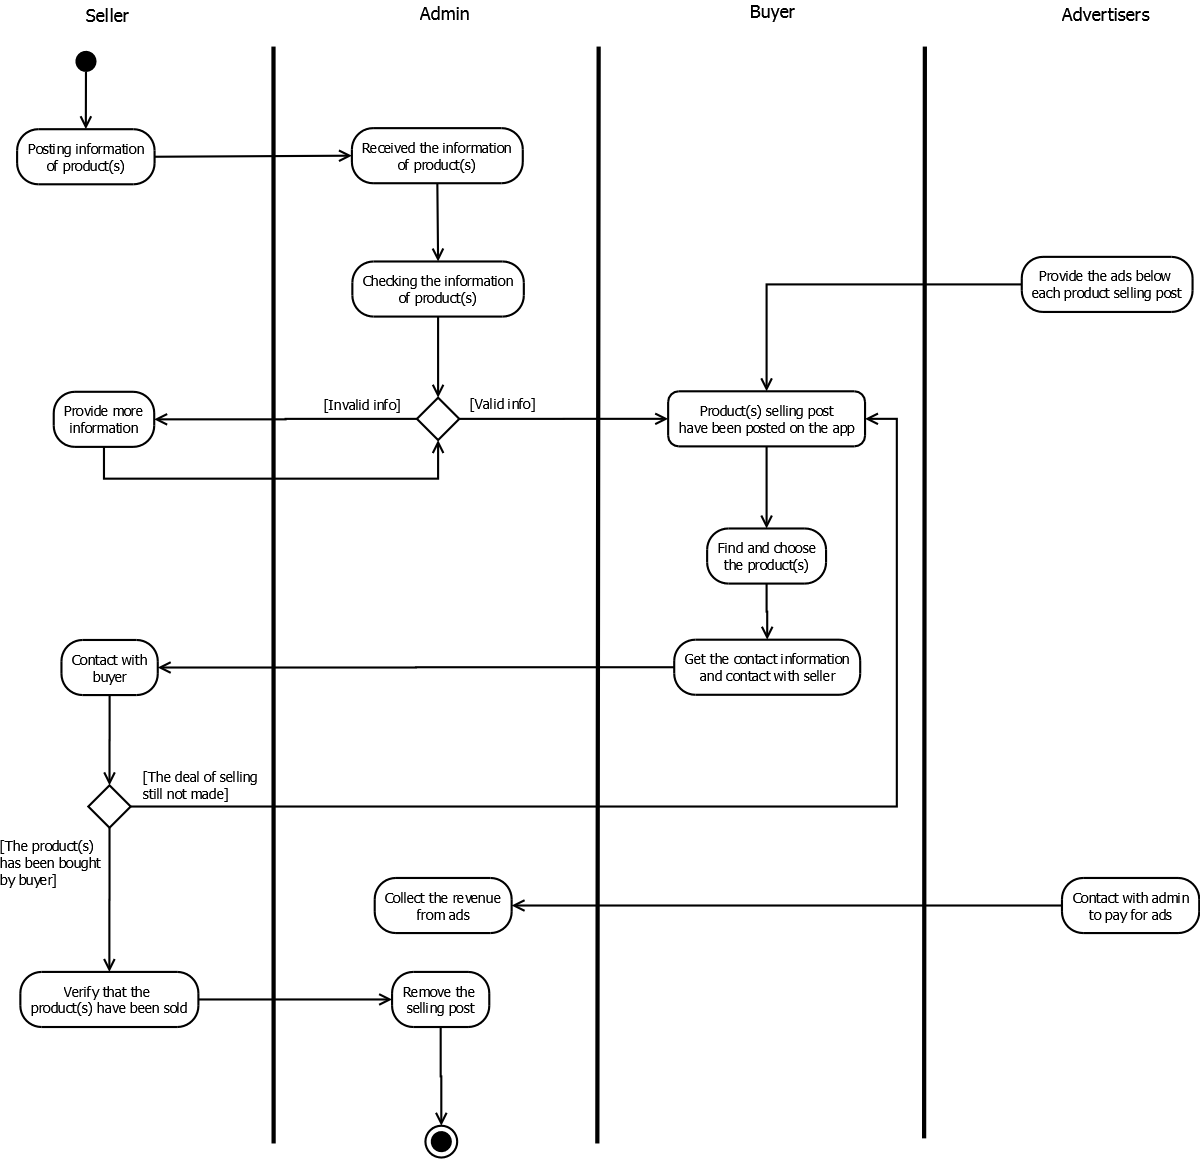 Seller
Admin
Buyer
Advertisers
Posting information
of product(s)
Received the information
of product(s)
Checking the information
of product(s)
Provide the ads below
each product selling post
Provide more
information
[Invalid info]
[Valid info]
Product(s) selling post
have been posted on the app
Find and choose
the product(s)
Contact with
buyer
Get the contact information
and contact with seller
[The deal of selling
still not made]
[The product(s)
has been bought
by buyer]
Collect the revenue
from ads
Contact with admin
to pay for ads
Verify that the
product(s) have been sold
Remove the
selling post